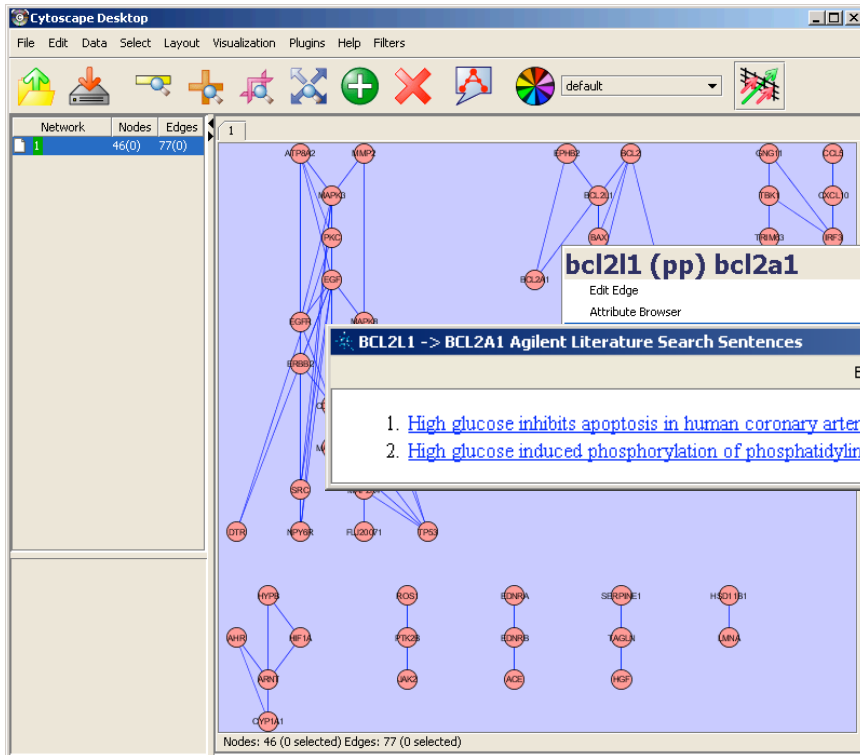 Cytoscape Desktop
File Edit Data Select Layout Visualization Plugins Help Filters
default
Network Nodes Edges
1 46(0) 77(0)
1
ATP8A2 MMP2 EPHB2 BCL2 GNG11 CCL5
MAPK3 BCL2L1 TBK1 CXCL10
PKC BAX TRIM63 IRF3
EGF BCL2A1
bcl2l1 (pp) bcl2a1
Edit Edge
Attribute Browser
EGFR MAPK8
BCL2L1 -> BCL2A1 Agilent Literature Search Sentences
ERBB2
E
1. High glucose inhibits apoptosis in human coronary arter
2. High glucose induced phosphorylation of phosphatidylin
SRC
DTR NPY6R FLJ20071 TP53
HYPB ROS1 EDNRA SERPINE1 HSD11B1
AHR HIF1A PTK2B EDNRB TAGLN LMNA
ARNT JAK2 ACE HGF
CYP1A1
Nodes: 46 (0 selected) Edges: 77 (0 selected)